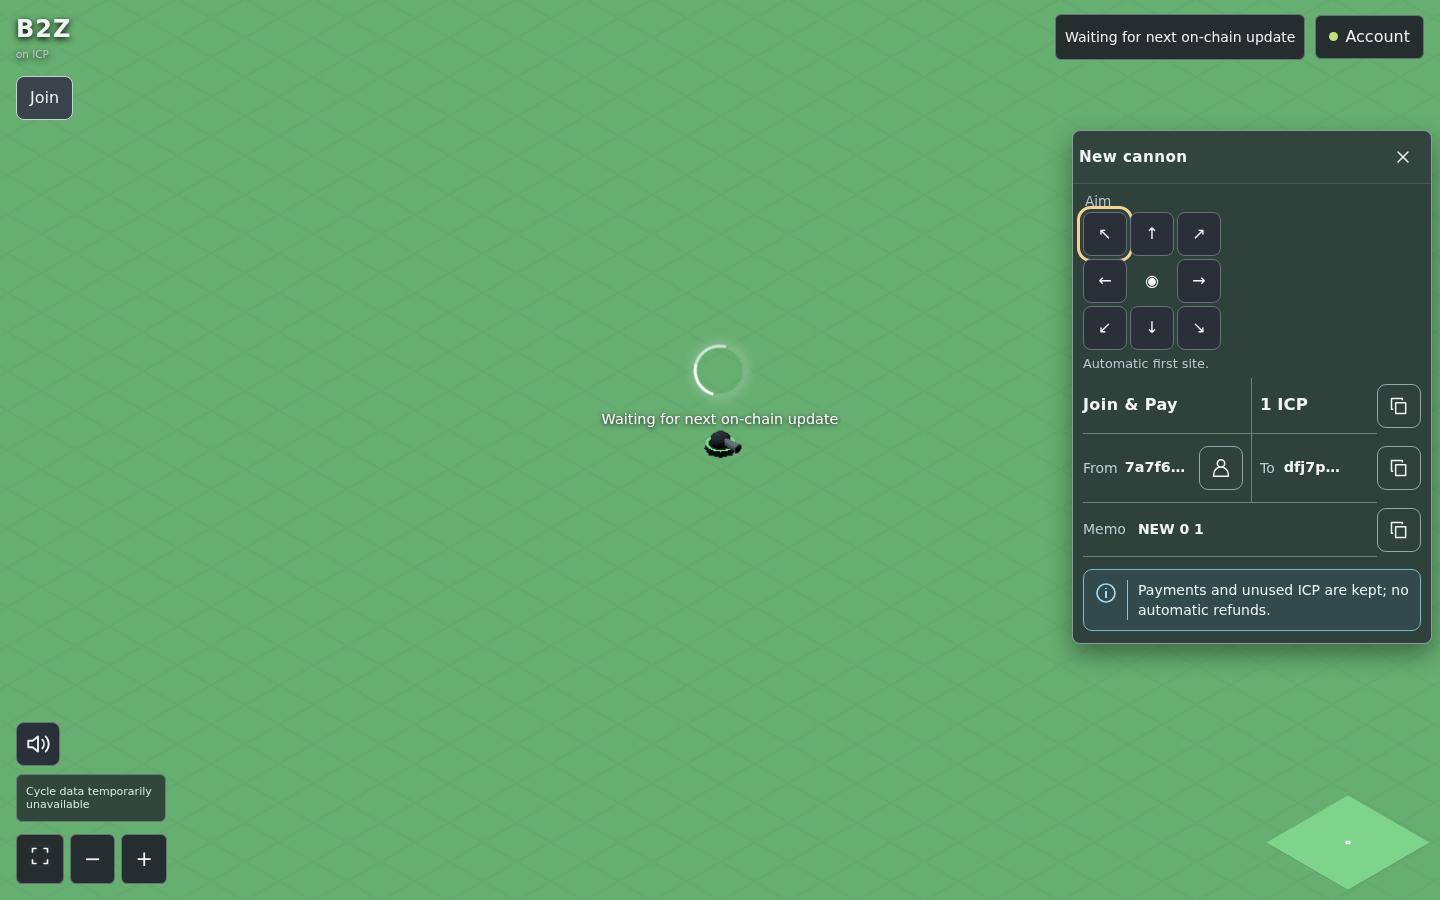 B2Z
on ICP
Join
Waiting for next on-chain update
Account
New cannon
Aim
↖ ↑ ↗
← ◉ →
↙ ↓ ↘
Automatic first site.
Join & Pay 1 ICP
From 7a7f6… To dfj7p…
Memo NEW 0 1
Payments and unused ICP are kept; no
automatic refunds.
Waiting for next on-chain update
Cycle data temporarily
unavailable